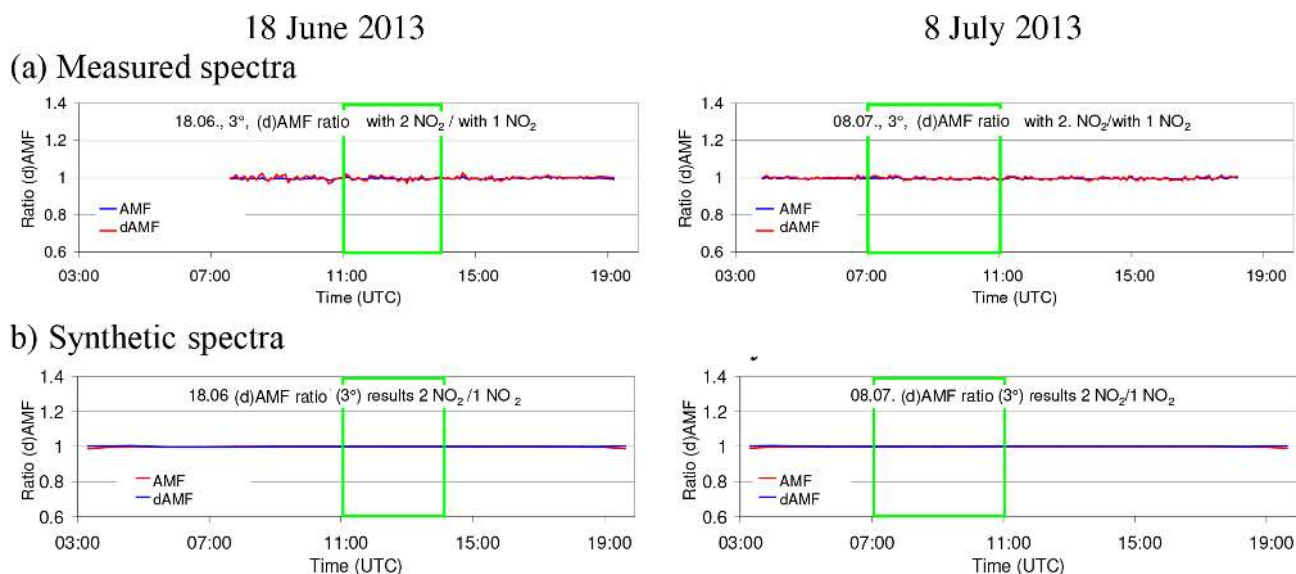 18 June 2013
8 July 2013
(a) Measured spectra
18.06., 3°, (d)AMF ratio with 2 NO₂ / with 1 NO₂
Ratio (d)AMF
1.4
1.2
1
0.8
0.6
AMF
dAMF
03:00 07:00 11:00 15:00 19:00
Time (UTC)
08.07., 3°, (d)AMF ratio with 2. NO₂/with 1 NO₂
Ratio (d)AMF
1.4
1.2
1
0.8
0.6
AMF
dAMF
03:00 07:00 11:00 15:00 19:00
Time (UTC)
b) Synthetic spectra
18.06 (d)AMF ratio (3°) results 2 NO₂/1 NO₂
Ratio (d)AMF
1.4
1.2
1
0.8
0.6
AMF
dAMF
03:00 07:00 11:00 15:00 19:00
Time (UTC)
08.07. (d)AMF ratio (3°) results 2 NO₂/1 NO₂
Ratio (d)AMF
1.4
1.2
1
0.8
0.6
AMF
dAMF
03:00 07:00 11:00 15:00 19:00
Time (UTC)